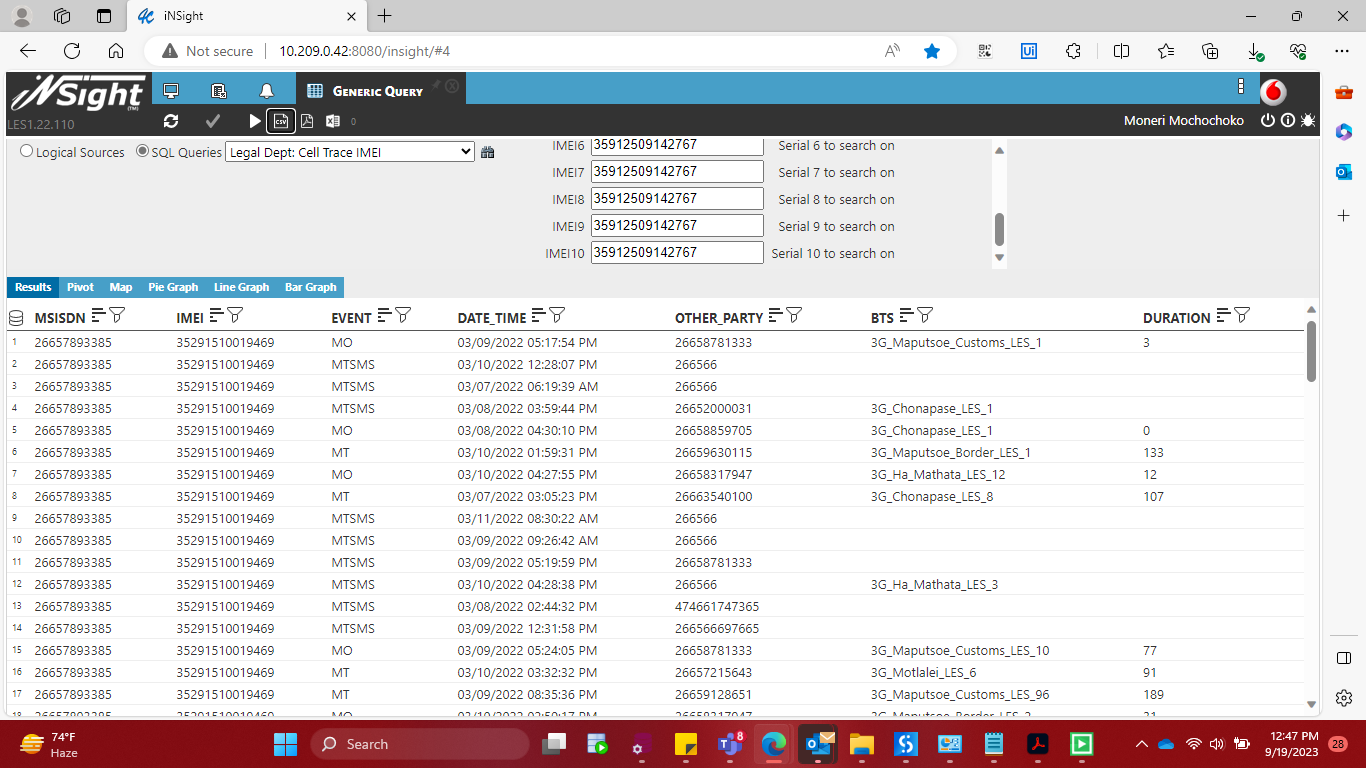 iNSight
Not secure 10.209.0.42:8080/insight/#4
iNSight (TM)
LES1.22.110
GENERIC QUERY
CSV
0
Moneri Mochochoko
Logical Sources SQL Queries Legal Dept: Cell Trace IMEI
IMEI6 35912509142767 Serial 6 to search on
IMEI7 35912509142767 Serial 7 to search on
IMEI8 35912509142767 Serial 8 to search on
IMEI9 35912509142767 Serial 9 to search on
IMEI10 35912509142767 Serial 10 to search on
Results Pivot Map Pie Graph Line Graph Bar Graph
MSISDN IMEI EVENT DATE_TIME OTHER_PARTY BTS DURATION
1 26657893385 35291510019469 MO 03/09/2022 05:17:54 PM 26658781333 3G_Maputsoe_Customs_LES_1 3
2 26657893385 35291510019469 MTSMS 03/10/2022 12:28:07 PM 266566
3 26657893385 35291510019469 MTSMS 03/07/2022 06:19:39 AM 266566
4 26657893385 35291510019469 MTSMS 03/08/2022 03:59:44 PM 26652000031 3G_Chonapase_LES_1
5 26657893385 35291510019469 MO 03/08/2022 04:30:10 PM 26658859705 3G_Chonapase_LES_1 0
6 26657893385 35291510019469 MT 03/10/2022 01:59:31 PM 26659630115 3G_Maputsoe_Border_LES_1 133
7 26657893385 35291510019469 MO 03/10/2022 04:27:55 PM 26658317947 3G_Ha_Mathata_LES_12 12
8 26657893385 35291510019469 MT 03/07/2022 03:05:23 PM 26663540100 3G_Chonapase_LES_8 107
9 26657893385 35291510019469 MTSMS 03/11/2022 08:30:22 AM 266566
10 26657893385 35291510019469 MTSMS 03/09/2022 09:26:42 AM 266566
11 26657893385 35291510019469 MTSMS 03/09/2022 05:19:59 PM 26658781333
12 26657893385 35291510019469 MTSMS 03/10/2022 04:28:38 PM 266566 3G_Ha_Mathata_LES_3
13 26657893385 35291510019469 MTSMS 03/08/2022 02:44:32 PM 474661747365
14 26657893385 35291510019469 MTSMS 03/09/2022 12:31:58 PM 266566697665
15 26657893385 35291510019469 MO 03/09/2022 05:24:05 PM 26658781333 3G_Maputsoe_Customs_LES_10 77
16 26657893385 35291510019469 MT 03/10/2022 03:32:32 PM 26657215643 3G_Motlalei_LES_6 91
17 26657893385 35291510019469 MT 03/09/2022 08:35:36 PM 26659128651 3G_Maputsoe_Customs_LES_96 189
74°F
Haze
Search
8
12:47 PM
9/19/2023
28